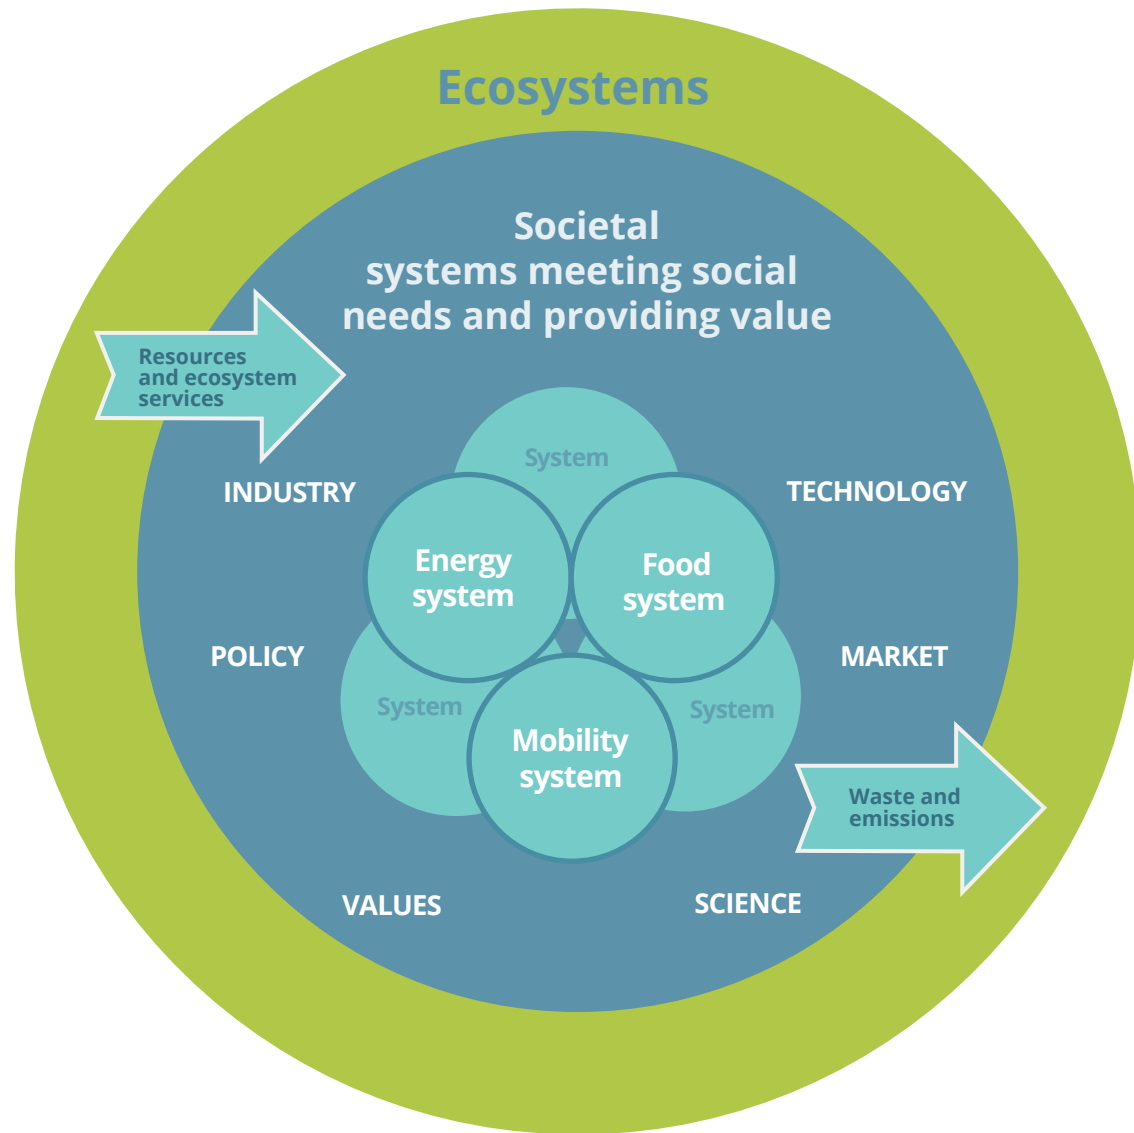 Ecosystems
Societal
systems meeting social
needs and providing value
Resources
and ecosystem
services
System
INDUSTRY
TECHNOLOGY
Energy
system
Food
system
POLICY
MARKET
System
System
Mobility
system
Waste and
emissions
VALUES
SCIENCE